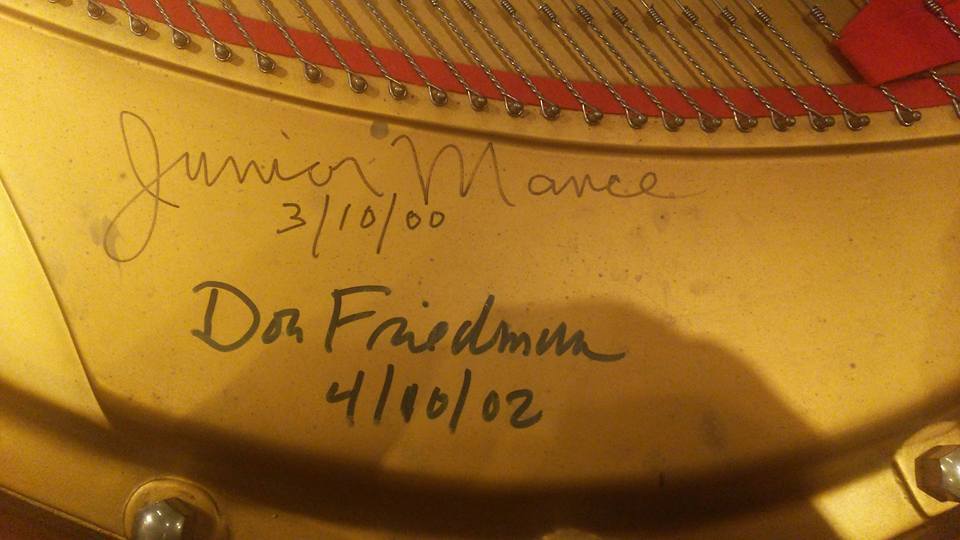 Junior Mance
3/10/00
Don Friedman
4/10/02